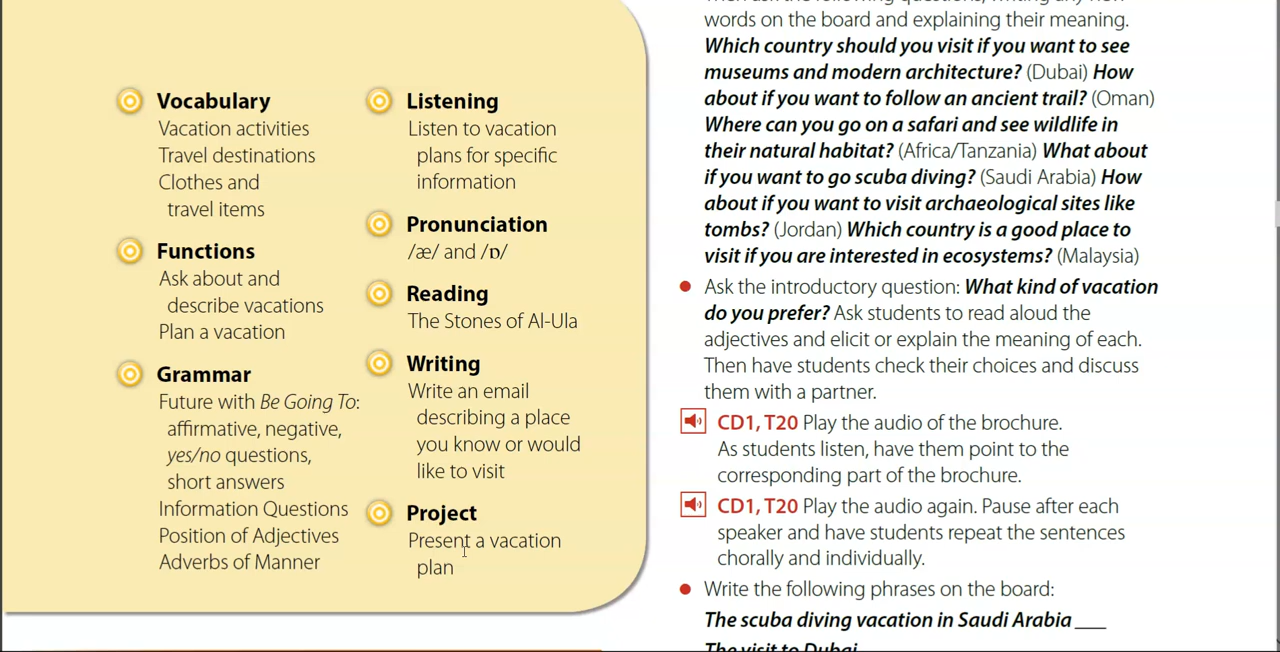 Vocabulary
Vacation activities
Travel destinations
Clothes and
travel items
Functions
Ask about and
describe vacations
Plan a vacation
Grammar
Future with Be Going To:
affirmative, negative,
yes/no questions,
short answers
Information Questions
Position of Adjectives
Adverbs of Manner
Listening
Listen to vacation
plans for specific
information
Pronunciation
/æ/ and /ɒ/
Reading
The Stones of Al-Ula
Writing
Write an email
describing a place
you know or would
like to visit
Project
Present a vacation
plan
words on the board and explaining their meaning.
Which country should you visit if you want to see
museums and modern architecture? (Dubai) How
about if you want to follow an ancient trail? (Oman)
Where can you go on a safari and see wildlife in
their natural habitat? (Africa/Tanzania) What about
if you want to go scuba diving? (Saudi Arabia) How
about if you want to visit archaeological sites like
tombs? (Jordan) Which country is a good place to
visit if you are interested in ecosystems? (Malaysia)
Ask the introductory question: What kind of vacation
do you prefer? Ask students to read aloud the
adjectives and elicit or explain the meaning of each.
Then have students check their choices and discuss
them with a partner.
CD1, T20 Play the audio of the brochure.
As students listen, have them point to the
corresponding part of the brochure.
CD1, T20 Play the audio again. Pause after each
speaker and have students repeat the sentences
chorally and individually.
Write the following phrases on the board:
The scuba diving vacation in Saudi Arabia ___
The visit to Dubai